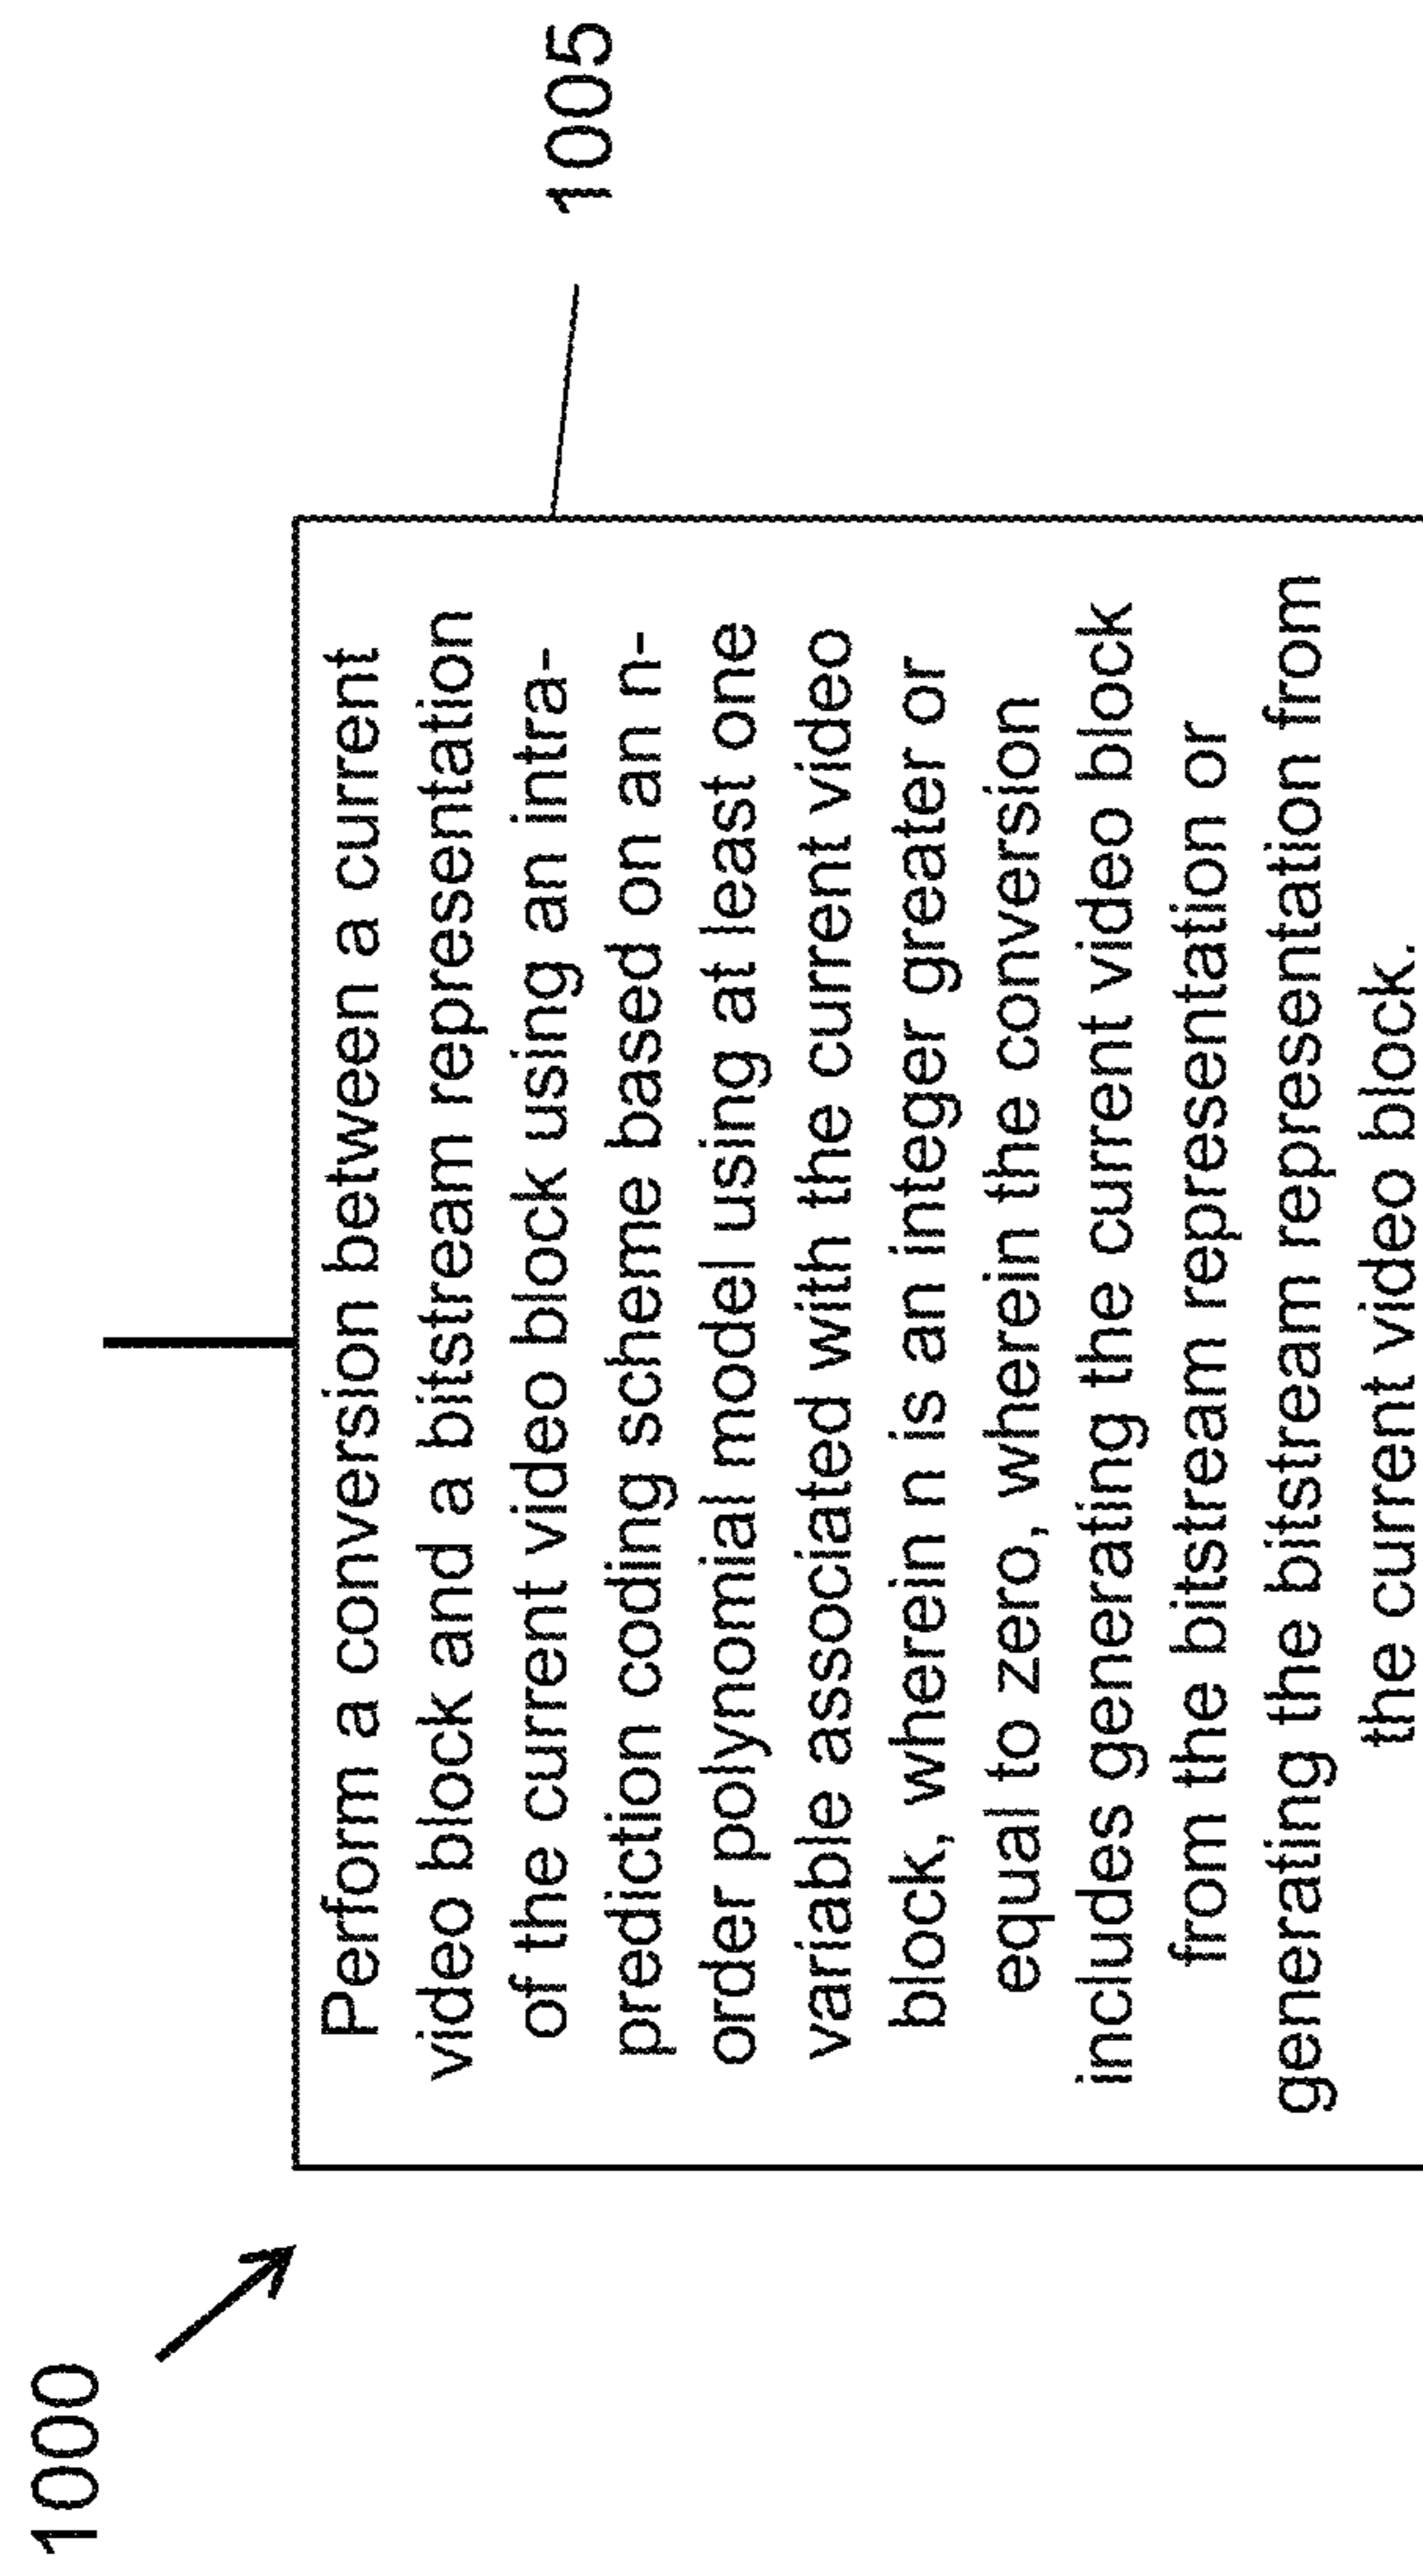 1000
1005
Perform a conversion between a current
video block and a bitstream representation
of the current video block using an intra-
prediction coding scheme based on an n-
order polynomial model using at least one
variable associated with the current video
block, wherein n is an integer greater or
equal to zero, wherein the conversion
includes generating the current video block
from the bitstream representation or
generating the bitstream representation from
the current video block.